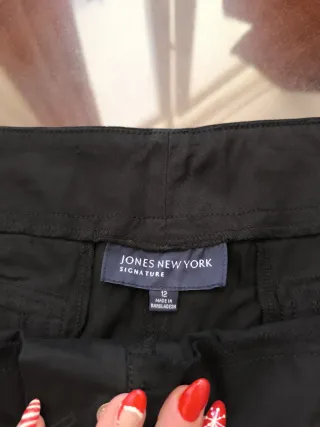 JONES NEW YORK
SIGNATURE
12
MADE IN
BANGLADESH